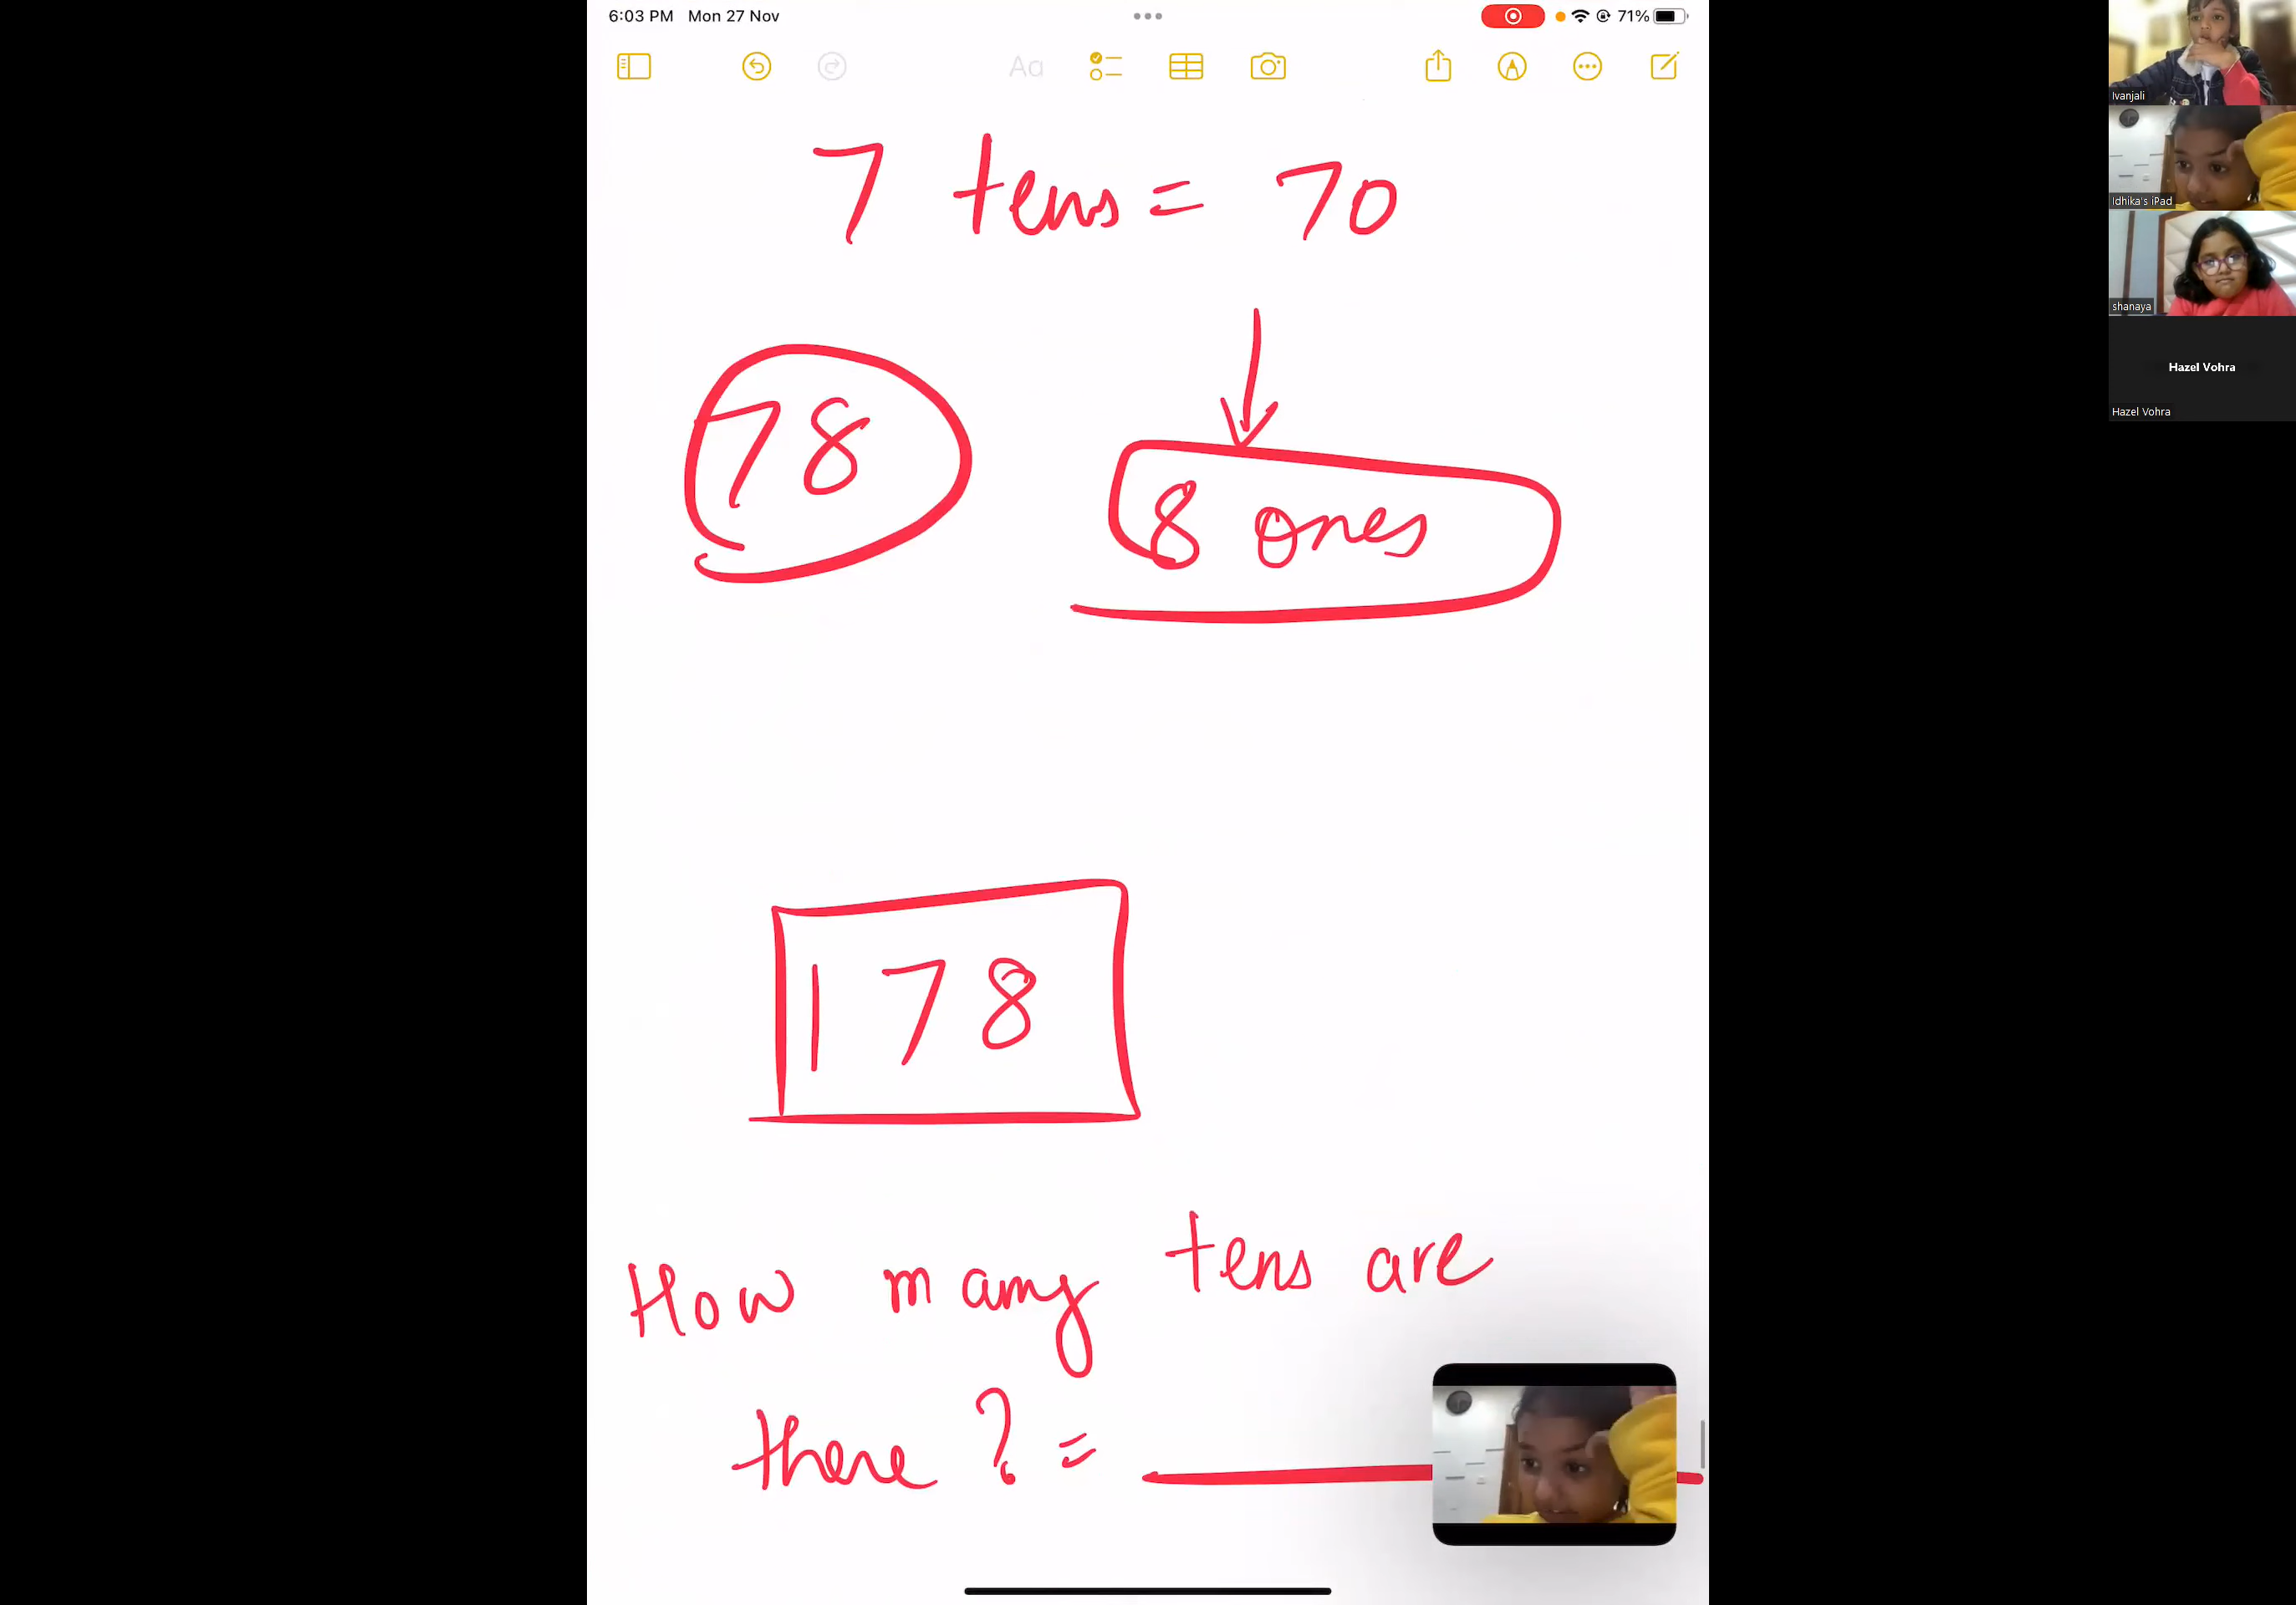 6:03 PM Mon 27 Nov
71%
Aa
7 tens = 70
78
8 ones
178
How many tens are
there? =
Ivanjali
Idhika's iPad
shanaya
Hazel Vohra
Hazel Vohra